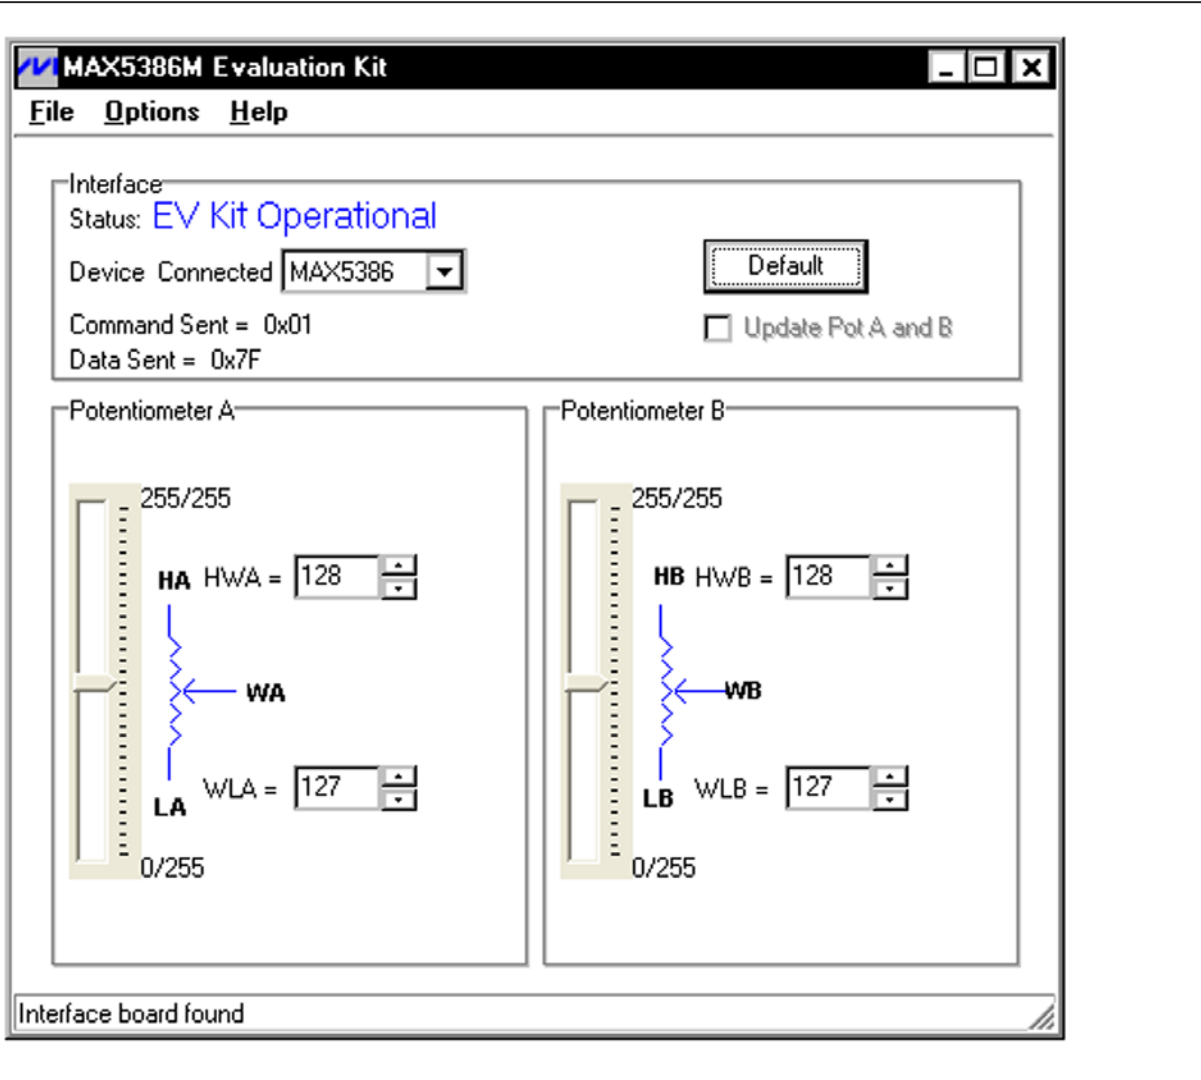 MAX5386M Evaluation Kit
File Options Help
Interface
Status: EV Kit Operational
Device Connected MAX5386
Default
Command Sent = 0x01
Update Pot A and B
Data Sent = 0x7F
Potentiometer A
255/255
HA HWA = 128
WA
WLA = 127
LA
0/255
Potentiometer B
255/255
HB HWB = 128
WB
LB WLB = 127
0/255
Interface board found